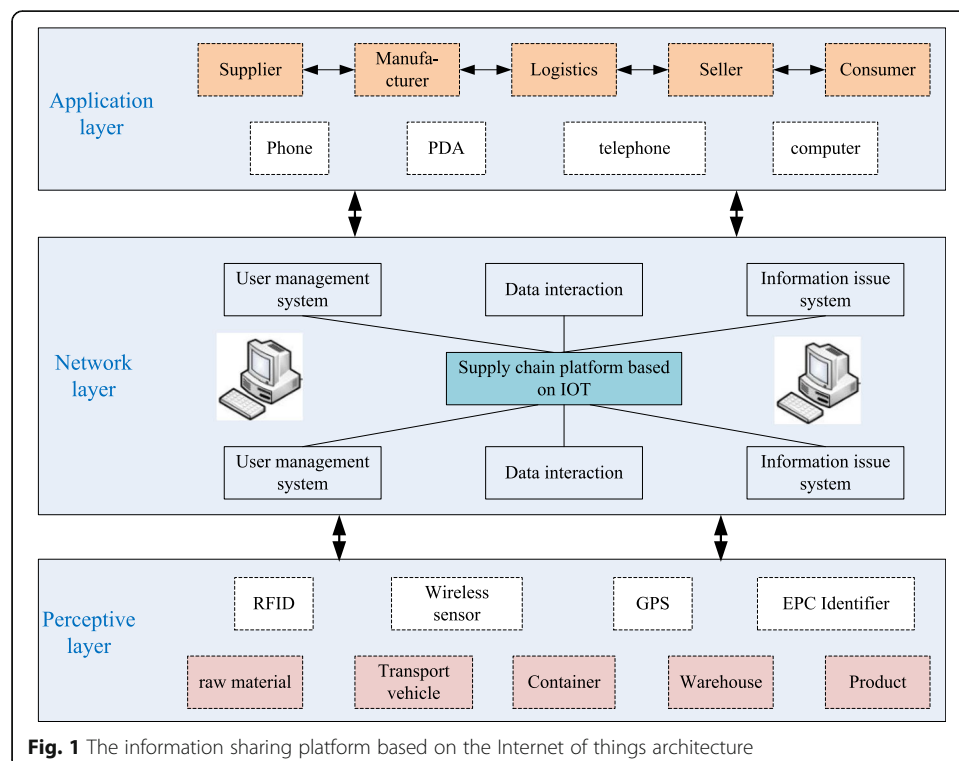 Supplier
Manufa-
cturer
Logistics
Seller
Consumer
Application
layer
Phone
PDA
telephone
computer
User management
system
Data interaction
Information issue
system
Network
layer
Supply chain platform based
on IOT
User management
system
Data interaction
Information issue
system
RFID
Wireless
sensor
GPS
EPC Identifier
Perceptive
layer
raw material
Transport
vehicle
Container
Warehouse
Product
Fig. 1 The information sharing platform based on the Internet of things architecture